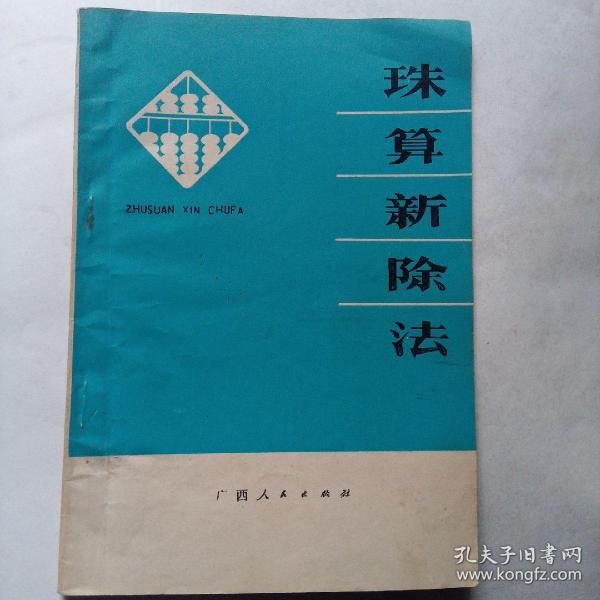 珠算新除法
ZHUSUAN XIN CHUFA
广西人民出版社
孔夫子旧书网
www.kongfz.com